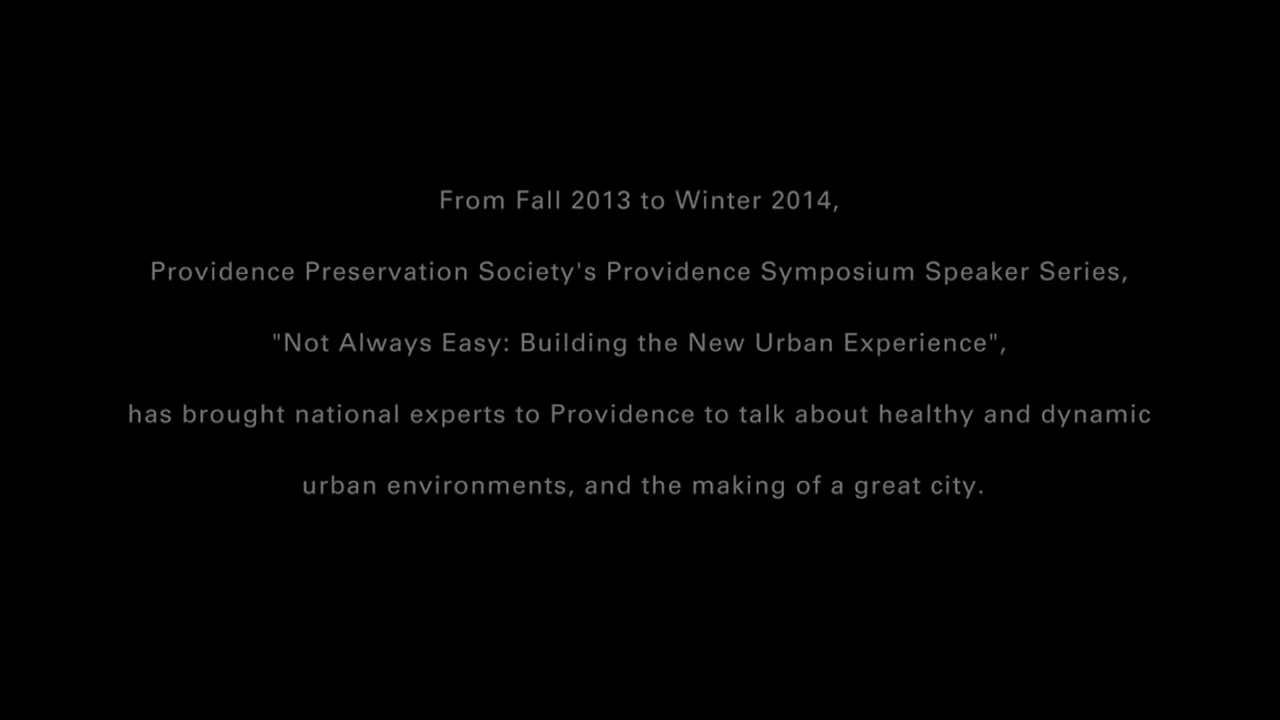 From Fall 2013 to Winter 2014,
Providence Preservation Society's Providence Symposium Speaker Series,
"Not Always Easy: Building the New Urban Experience",
has brought national experts to Providence to talk about healthy and dynamic
urban environments, and the making of a great city.